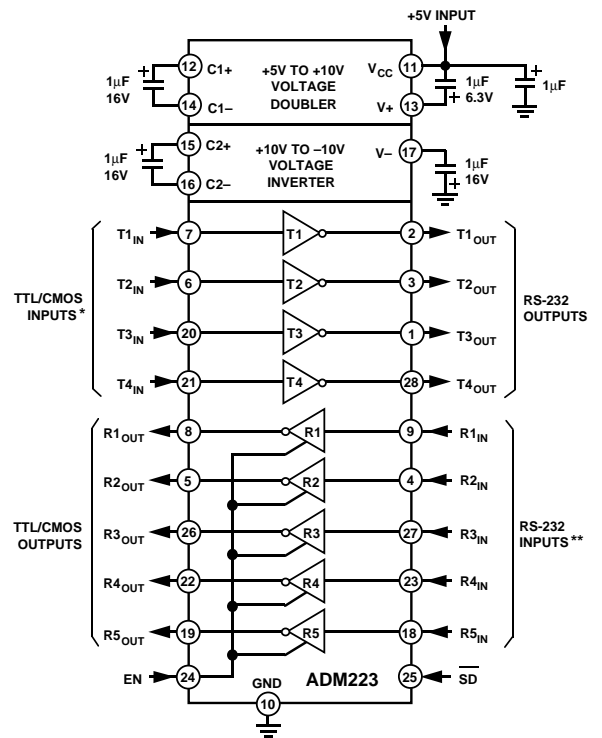 +5V INPUT
1μF
16V
12 C1+
14 C1–
+5V TO +10V
VOLTAGE
DOUBLER
VCC 11
V+ 13
1μF
6.3V
1μF
1μF
16V
15 C2+
16 C2–
+10V TO –10V
VOLTAGE
INVERTER
V– 17
1μF
16V
TTL/CMOS
INPUTS*
T1IN 7 T1 2 T1OUT
T2IN 6 T2 3 T2OUT
T3IN 20 T3 1 T3OUT
T4IN 21 T4 28 T4OUT
RS-232
OUTPUTS
TTL/CMOS
OUTPUTS
R1OUT 8 R1 9 R1IN
R2OUT 5 R2 4 R2IN
R3OUT 26 R3 27 R3IN
R4OUT 22 R4 23 R4IN
R5OUT 19 R5 18 R5IN
RS-232
INPUTS**
EN 24
GND
10
ADM223
25 SD